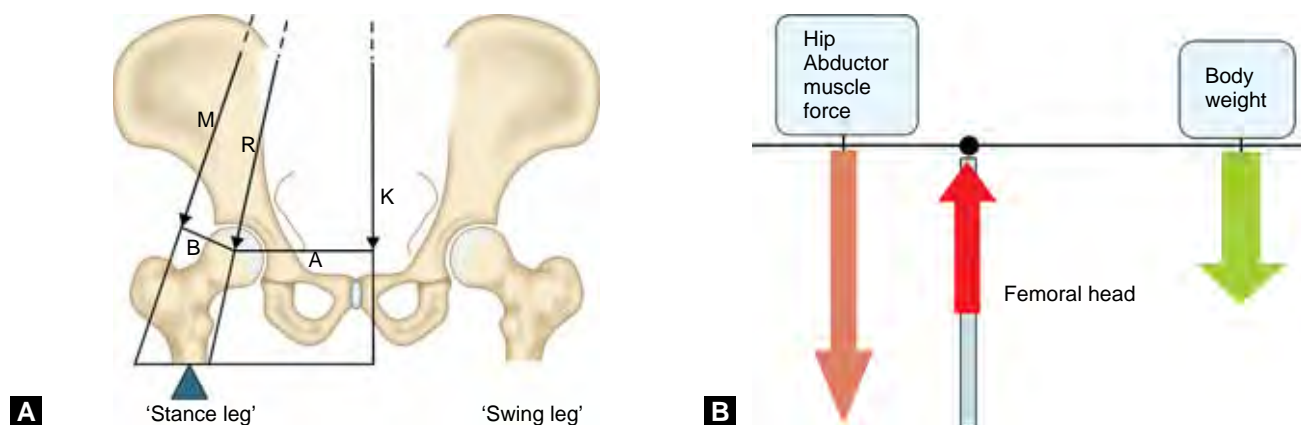 M
R
K
B
A
A
'Stance leg'
'Swing leg'
Hip
Abductor
muscle
force
Body
weight
Femoral head
B